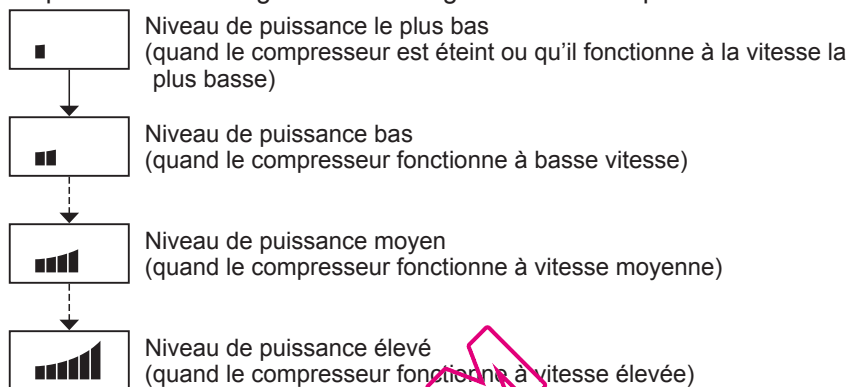 Niveau de puissance le plus bas
(quand le compresseur est éteint ou qu'il fonctionne à la vitesse la
plus basse)
Niveau de puissance bas
(quand le compresseur fonctionne à basse vitesse)
Niveau de puissance moyen
(quand le compresseur fonctionne à vitesse moyenne)
Niveau de puissance élevé
(quand le compresseur fonctionne à vitesse élevée)